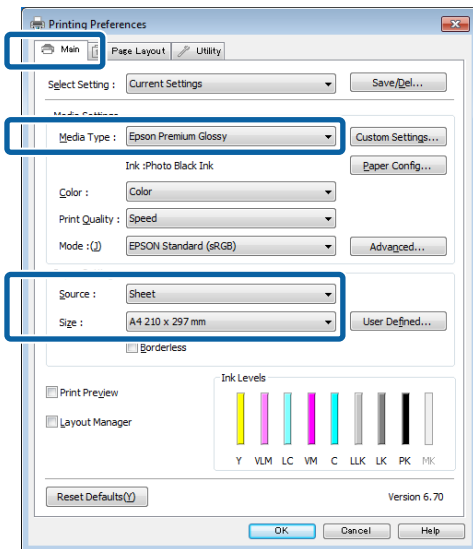 Printing Preferences
Main Page Layout Utility
Select Setting : Current Settings Save/Del...
Media Settings
Media Type : Epson Premium Glossy Custom Settings...
Ink :Photo Black Ink Paper Config...
Color : Color
Print Quality : Speed
Mode :(J) EPSON Standard (sRGB) Advanced...
Source : Sheet
Size : A4 210 x 297 mm User Defined...
Borderless
Print Preview
Layout Manager
Ink Levels
Y VLM LC VM C LLK LK PK MK
Reset Defaults(Y) Version 6.70
OK Cancel Help